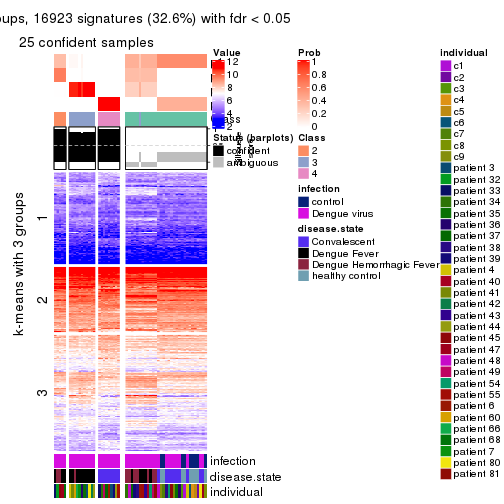 oups, 16923 signatures (32.6%) with fdr < 0.05
25 confident samples
k-means with 3 groups
1
2
3
infection
disease.state
individual
Value
12
10
8
6
4
2
Class
Status (barplots)
confident
ambiguous
Prob
1
0.8
0.6
0.4
0.2
0
Class
2
3
4
infection
control
Dengue virus
disease.state
Convalescent
Dengue Fever
Dengue Hemorrhagic Fever
healthy control
individual
c1
c2
c3
c4
c5
c6
c7
c8
c9
patient 3
patient 32
patient 33
patient 34
patient 35
patient 36
patient 37
patient 38
patient 39
patient 4
patient 40
patient 41
patient 42
patient 43
patient 44
patient 45
patient 47
patient 48
patient 49
patient 54
patient 55
patient 6
patient 60
patient 66
patient 68
patient 7
patient 80
patient 81